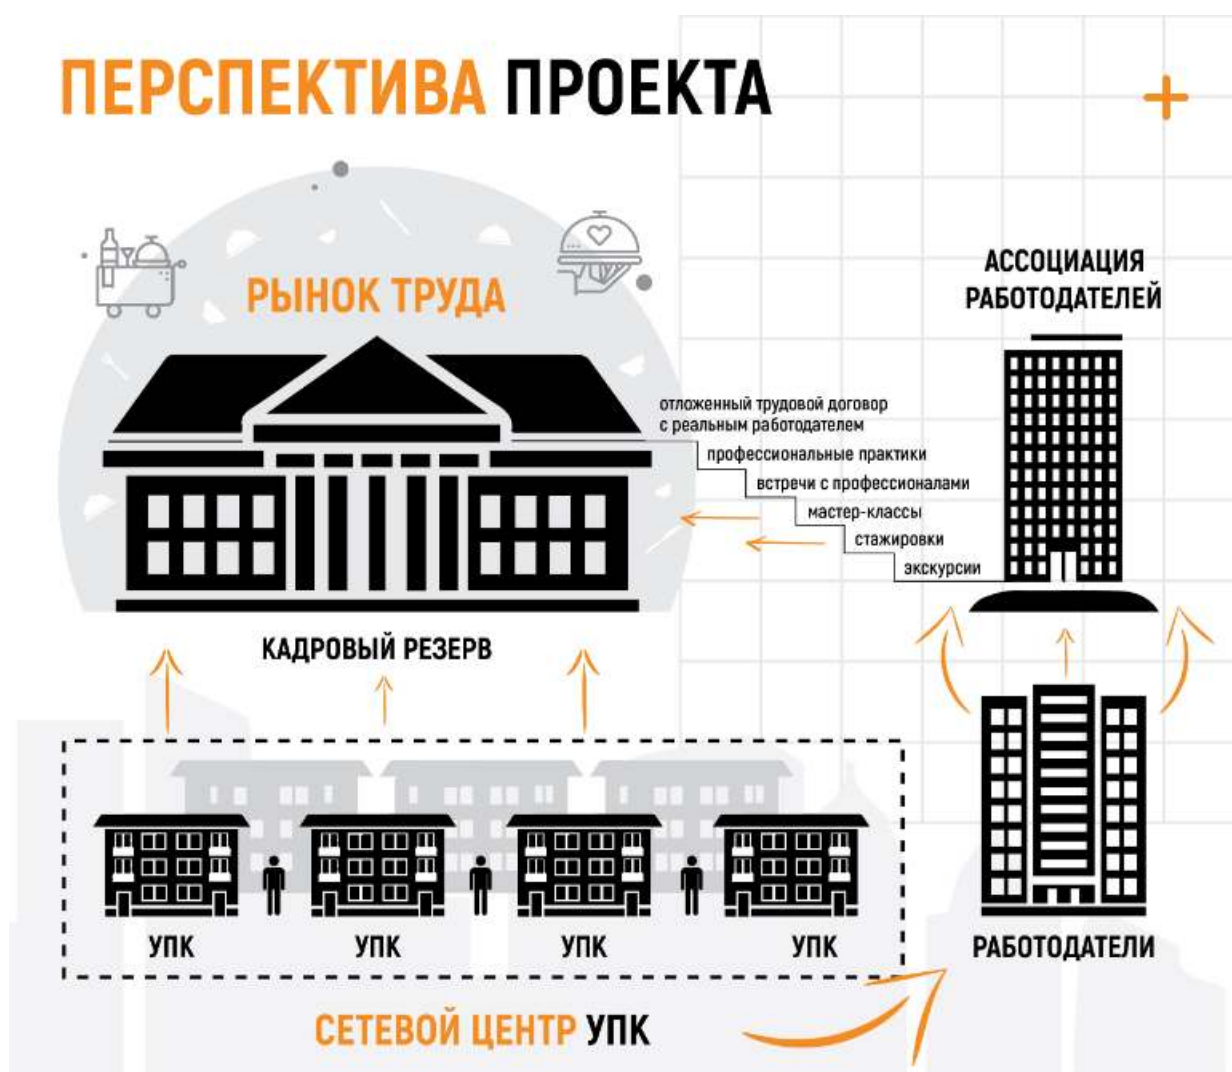 ПЕРСПЕКТИВА ПРОЕКТА
РЫНОК ТРУДА
АССОЦИАЦИЯ
РАБОТОДАТЕЛЕЙ
отложенный трудовой договор
с реальным работодателем
профессиональные практики
встречи с профессионалами
мастер-классы
стажировки
экскурсии
КАДРОВЫЙ РЕЗЕРВ
УПК
УПК
УПК
УПК
РАБОТОДАТЕЛИ
СЕТЕВОЙ ЦЕНТР УПК